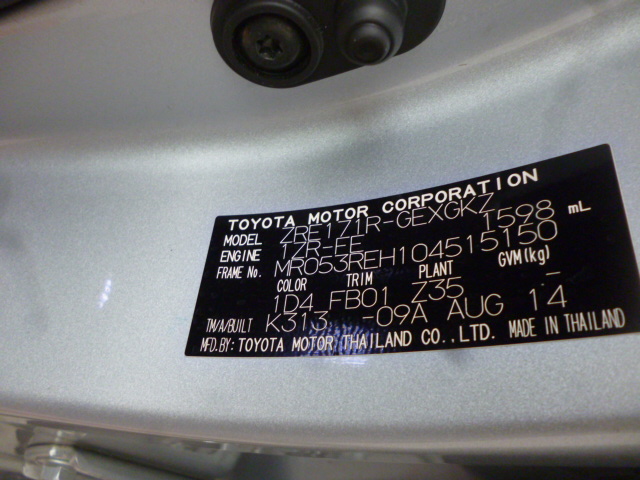 TOYOTA MOTOR CORPORATION
MODEL ZRE171R-GEXGKZ
ENGINE 1ZR-FE 1598 mL
FRAME No. MR053REH104515150
COLOR TRIM PLANT GVM(kg)
1D4 FB01 Z35 -
TM/A/BUILT K313 -09A AUG 14
MFD.BY: TOYOTA MOTOR THAILAND CO.,LTD. MADE IN THAILAND